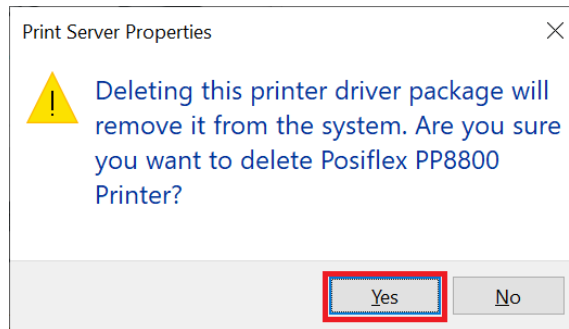 Print Server Properties
Deleting this printer driver package will
remove it from the system. Are you sure
you want to delete Posiflex PP8800
Printer?
Yes
No